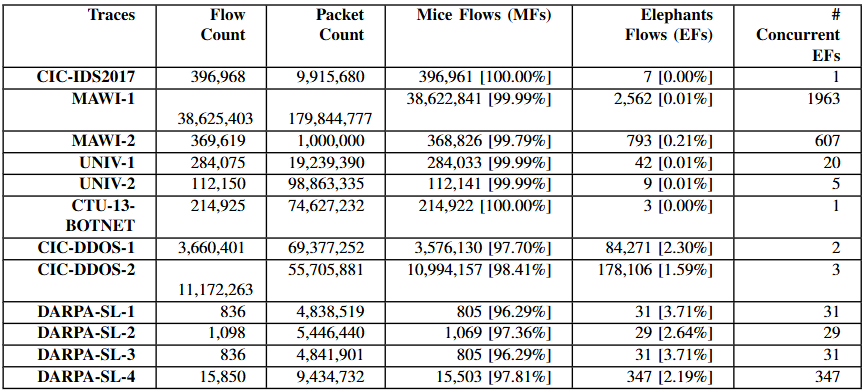 Traces Flow Count Packet Count Mice Flows (MFs) Elephants Flows (EFs) # Concurrent EFs
CIC-IDS2017 396,968 9,915,680 396,961 [100.00%] 7 [0.00%] 1
MAWI-1 38,625,403 179,844,777 38,622,841 [99.99%] 2,562 [0.01%] 1963
MAWI-2 369,619 1,000,000 368,826 [99.79%] 793 [0.21%] 607
UNIV-1 284,075 19,239,390 284,033 [99.99%] 42 [0.01%] 20
UNIV-2 112,150 98,863,335 112,141 [99.99%] 9 [0.01%] 5
CTU-13-BOTNET 214,925 74,627,232 214,922 [100.00%] 3 [0.00%] 1
CIC-DDOS-1 3,660,401 69,377,252 3,576,130 [97.70%] 84,271 [2.30%] 2
CIC-DDOS-2 11,172,263 55,705,881 10,994,157 [98.41%] 178,106 [1.59%] 3
DARPA-SL-1 836 4,838,519 805 [96.29%] 31 [3.71%] 31
DARPA-SL-2 1,098 5,446,440 1,069 [97.36%] 29 [2.64%] 29
DARPA-SL-3 836 4,841,901 805 [96.29%] 31 [3.71%] 31
DARPA-SL-4 15,850 9,434,732 15,503 [97.81%] 347 [2.19%] 347